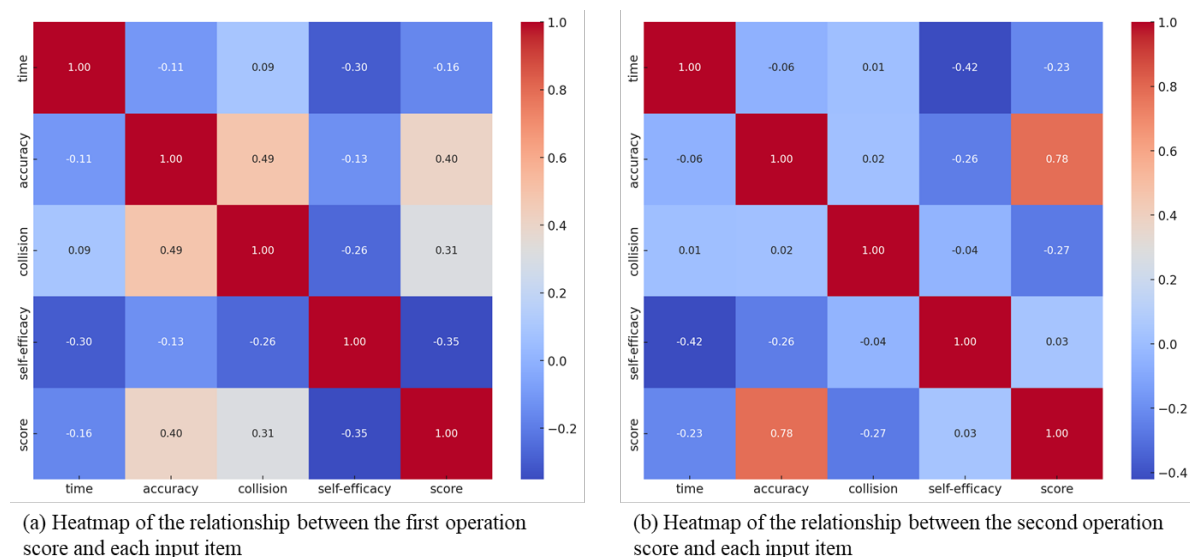 time 1.00 -0.11 0.09 -0.30 -0.16
accuracy -0.11 1.00 0.49 -0.13 0.40
collision 0.09 0.49 1.00 -0.26 0.31
self-efficacy -0.30 -0.13 -0.26 1.00 -0.35
score -0.16 0.40 0.31 -0.35 1.00
time accuracy collision self-efficacy score
1.0
0.8
0.6
0.4
0.2
0.0
−0.2
(a) Heatmap of the relationship between the first operation
score and each input item
time 1.00 -0.06 0.01 -0.42 -0.23
accuracy -0.06 1.00 0.02 -0.26 0.78
collision 0.01 0.02 1.00 -0.04 -0.27
self-efficacy -0.42 -0.26 -0.04 1.00 0.03
score -0.23 0.78 -0.27 0.03 1.00
time accuracy collision self-efficacy score
1.0
0.8
0.6
0.4
0.2
0.0
−0.2
−0.4
(b) Heatmap of the relationship between the second operation
score and each input item